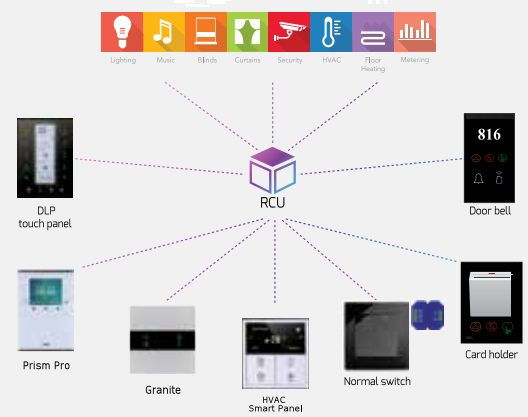 Lighting
Music
Blinds
Curtains
Security
HVAC
Floor
Heating
Metering
816
RCU
DLP
touch panel
Door bell
Prism Pro
Granite
HVAC
Smart Panel
Normal switch
Card holder